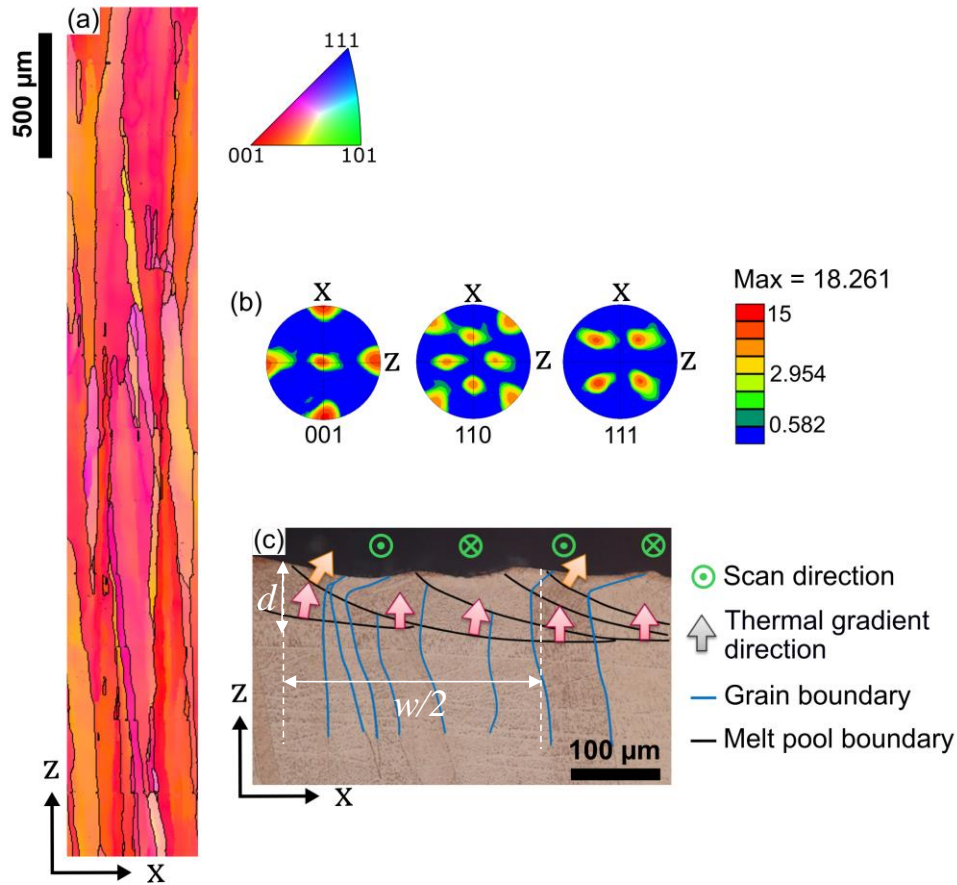 (a)
500 µm
111
001
101
(b)
X
X
X
Z
Z
Z
001
110
111
Max = 18.261
15
2.954
0.582
(c)
d
w/2
100 µm
Z
X
Z
X
Scan direction
Thermal gradient
direction
Grain boundary
Melt pool boundary